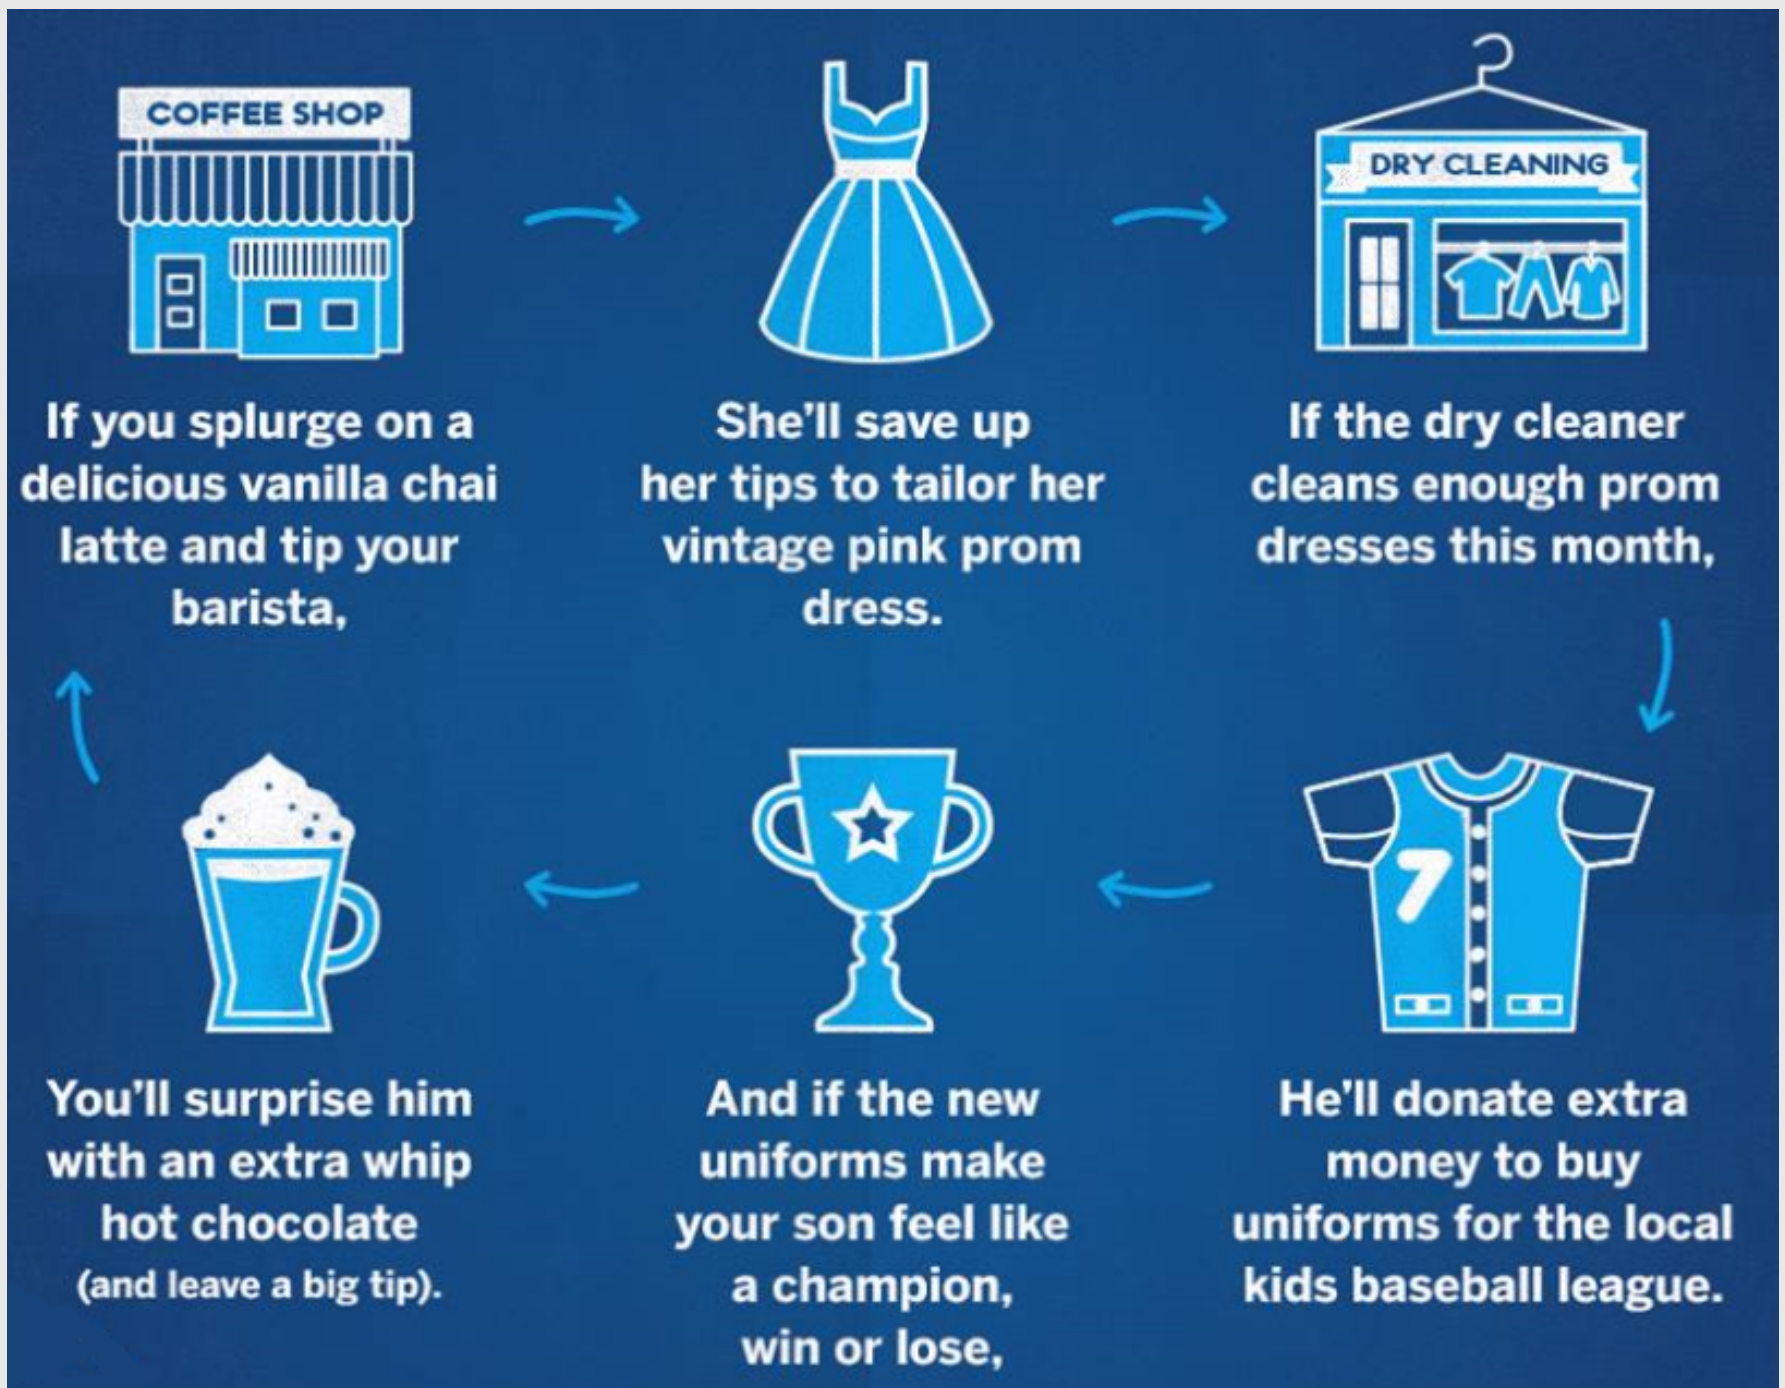 COFFEE SHOP
If you splurge on a
delicious vanilla chai
latte and tip your
barista,
She'll save up
her tips to tailor her
vintage pink prom
dress.
DRY CLEANING
If the dry cleaner
cleans enough prom
dresses this month,
7
He'll donate extra
money to buy
uniforms for the local
kids baseball league.
And if the new
uniforms make
your son feel like
a champion,
win or lose,
You'll surprise him
with an extra whip
hot chocolate
(and leave a big tip).